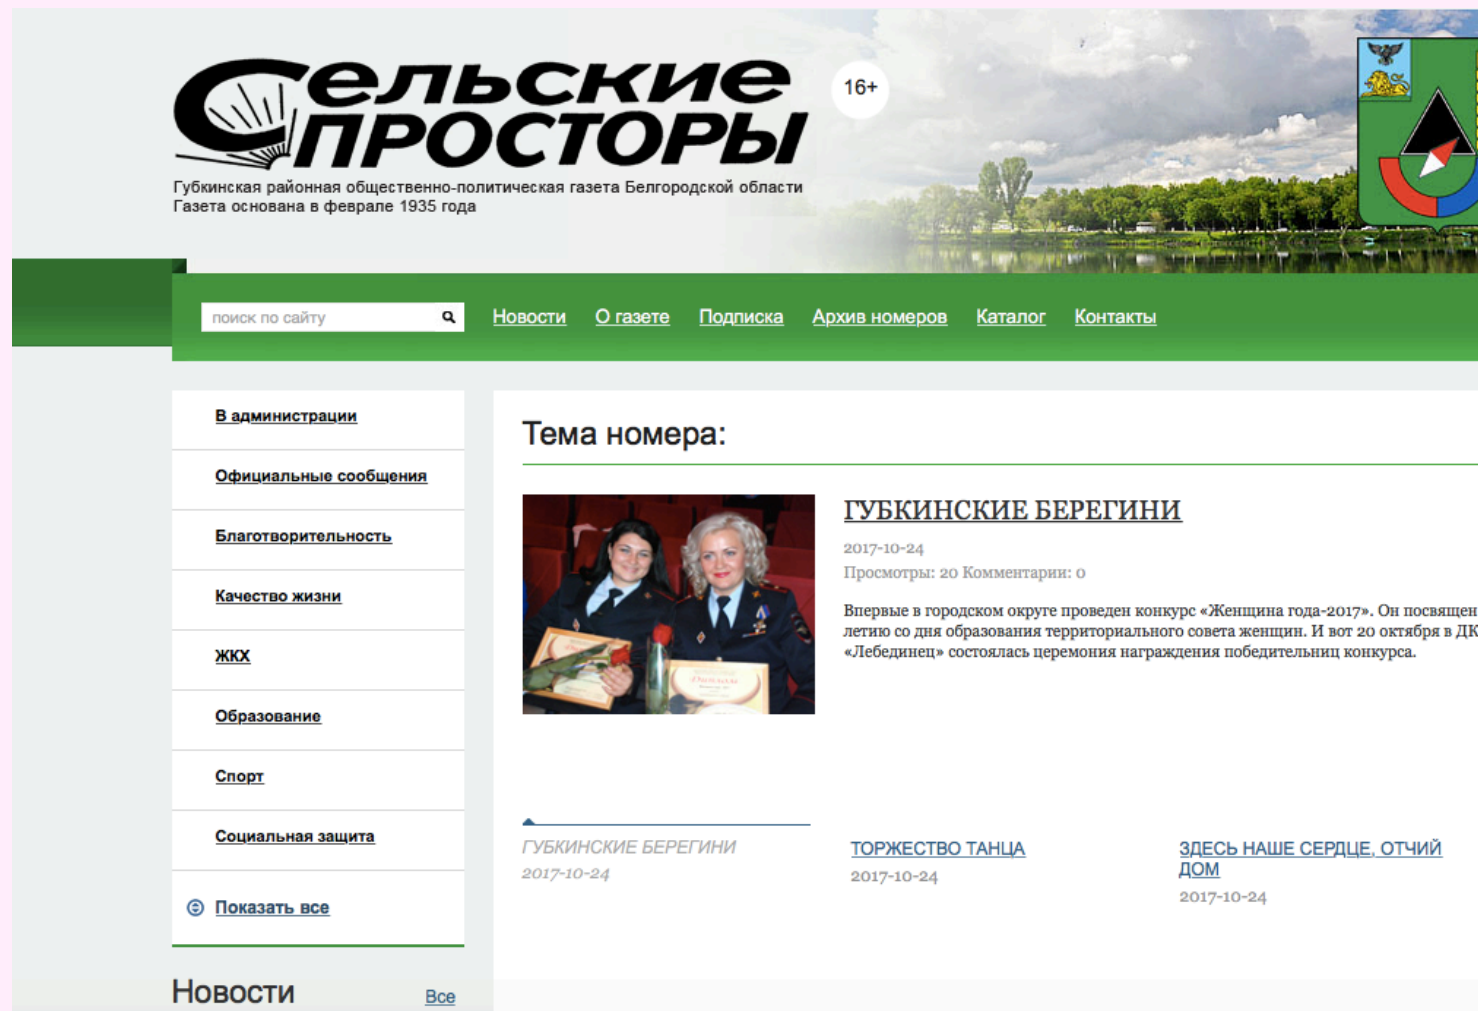 Сельские
просторы
16+
Губкинская районная общественно-политическая газета Белгородской области
Газета основана в феврале 1935 года
поиск по сайту
Новости О газете Подписка Архив номеров Каталог Контакты
В администрации
Официальные сообщения
Благотворительность
Качество жизни
ЖКХ
Образование
Спорт
Социальная защита
Показать все
Новости Все
Тема номера:
Диплом
ГУБКИНСКИЕ БЕРЕГИНИ
2017-10-24
Просмотры: 20 Комментарии: 0
Впервые в городском округе проведен конкурс «Женщина года-2017». Он посвящен
летию со дня образования территориального совета женщин. И вот 20 октября в ДК
«Лебединец» состоялась церемония награждения победительниц конкурса.
ГУБКИНСКИЕ БЕРЕГИНИ
2017-10-24
ТОРЖЕСТВО ТАНЦА
2017-10-24
ЗДЕСЬ НАШЕ СЕРДЦЕ, ОТЧИЙ
ДОМ
2017-10-24